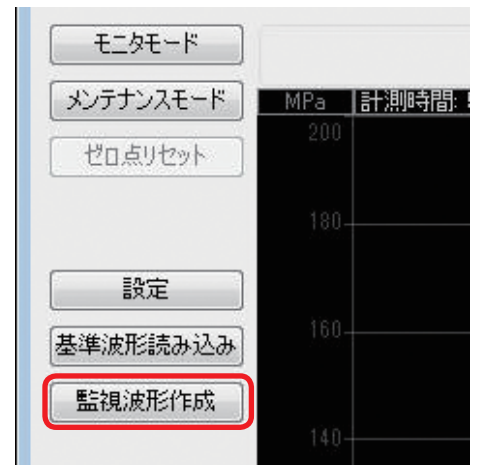 モニタモード
メンテナンスモード
ゼロ点リセット
設定
基準波形読み込み
監視波形作成
MPa 計測時間:
200
180
160
140